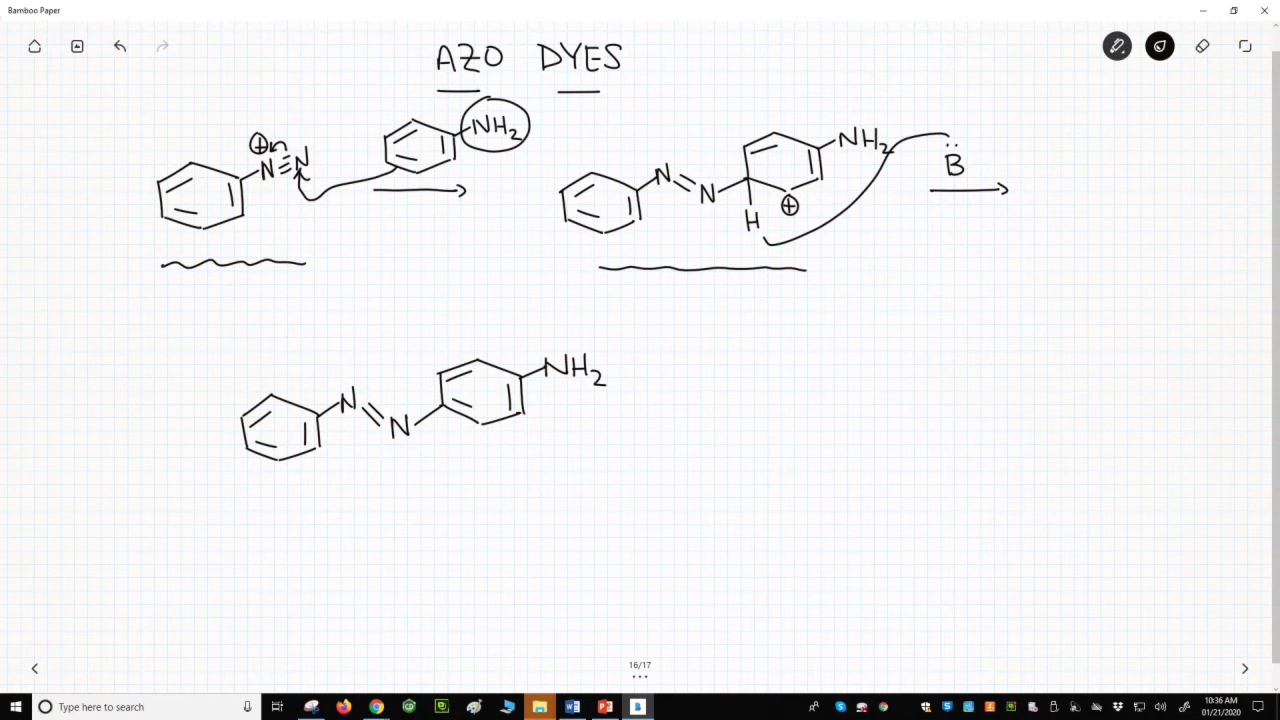 Bamboo Paper
AZO DYES
⊕
N≡N
NH2
N=N
NH2
H
⊕
B̈
N=N
NH2
16/17
Type here to search
10:36 AM
01/21/2020